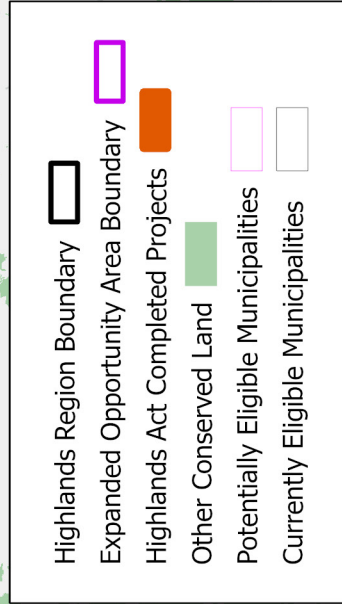 Highlands Region Boundary
Expanded Opportunity Area Boundary
Highlands Act Completed Projects
Other Conserved Land
Potentially Eligible Municipalities
Currently Eligible Municipalities